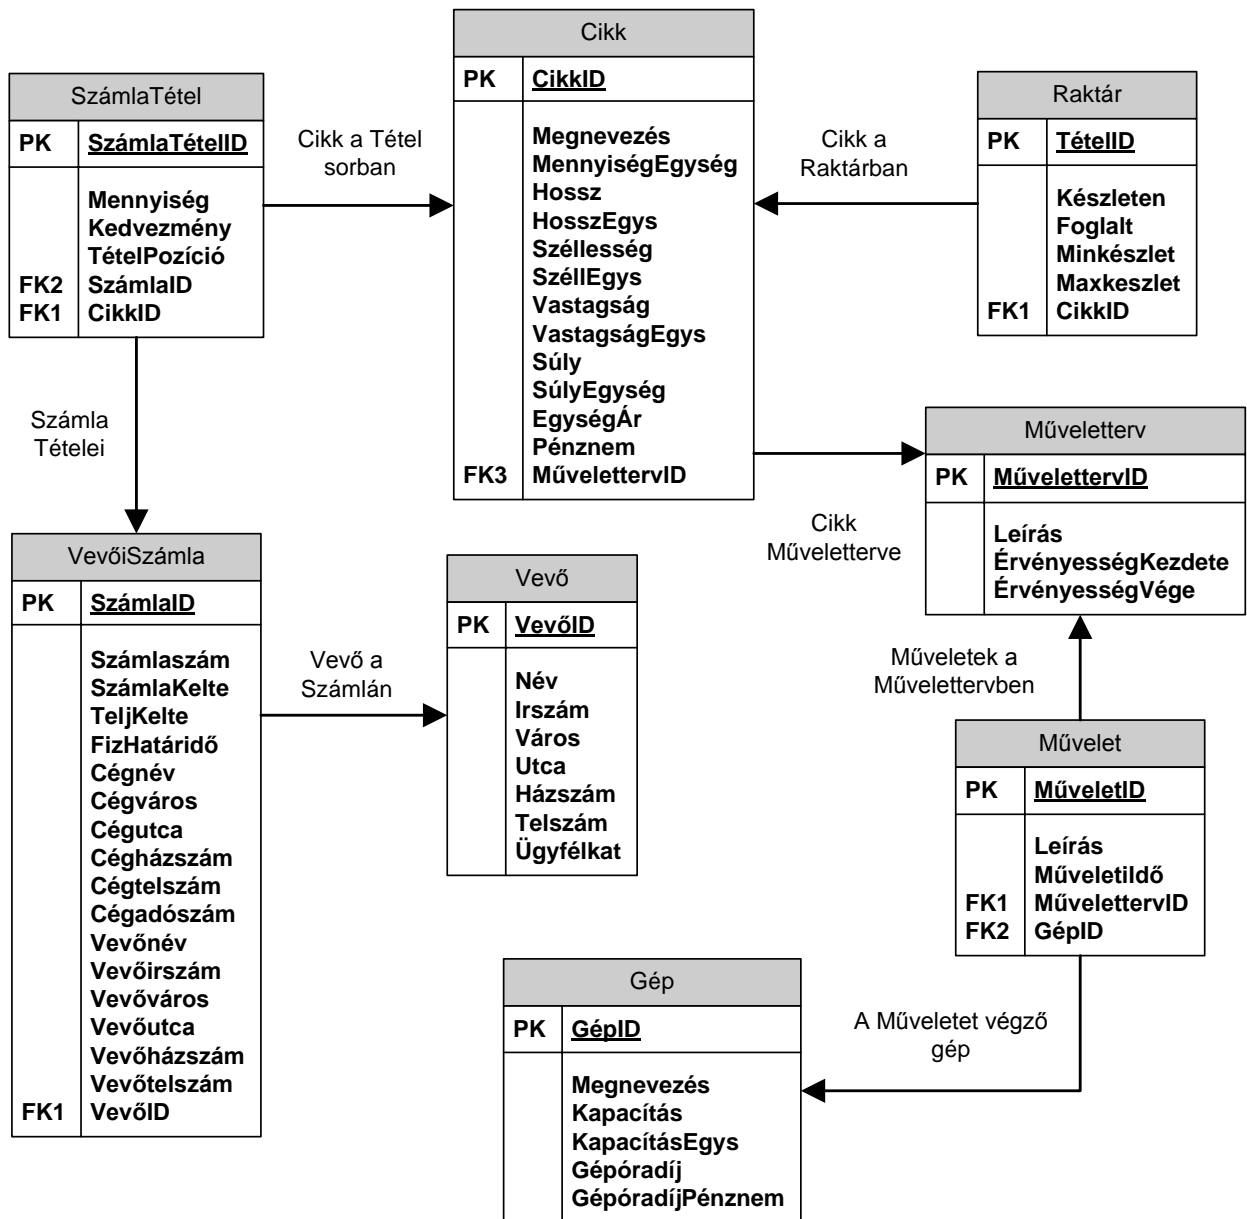 SzámlaTétel
PK SzámlaTételID
Mennyiség
Kedvezmény
TételPozíció
FK2 SzámlaID
FK1 CikkID
Cikk a Tétel
sorban
Cikk
PK CikkID
Megnevezés
MennyiségEgység
Hossz
HosszEgys
Széllesség
SzéllEgys
Vastagság
VastagságEgys
Súly
SúlyEgység
EgységÁr
Pénznem
FK3 MűvelettervID
Cikk a
Raktárban
Raktár
PK TételID
Készleten
Foglalt
Minkészlet
Maxkeszlet
FK1 CikkID
Számla
Tételei
Cikk
Műveletterve
Műveletterv
PK MűvelettervID
Leírás
ÉrvényességKezdete
ÉrvényességVége
VevőiSzámla
PK SzámlaID
Számlaszám
SzámlaKelte
TeljKelte
FizHatáridő
Cégnév
Cégváros
Cégutca
Cégházszám
Cégtelszám
Cégadószám
Vevőnév
Vevőirszám
Vevőváros
Vevőutca
Vevőházszám
Vevőtelszám
FK1 VevőID
Vevő a
Számlán
Vevő
PK VevőID
Név
Irszám
Város
Utca
Házszám
Telszám
Ügyfélkat
Műveletek a
Művelettervben
Művelet
PK MűveletID
Leírás
MűveletiIdő
FK1 MűvelettervID
FK2 GépID
A Műveletet végző
gép
Gép
PK GépID
Megnevezés
Kapacítás
KapacításEgys
Gépóradíj
GépóradíjPénznem